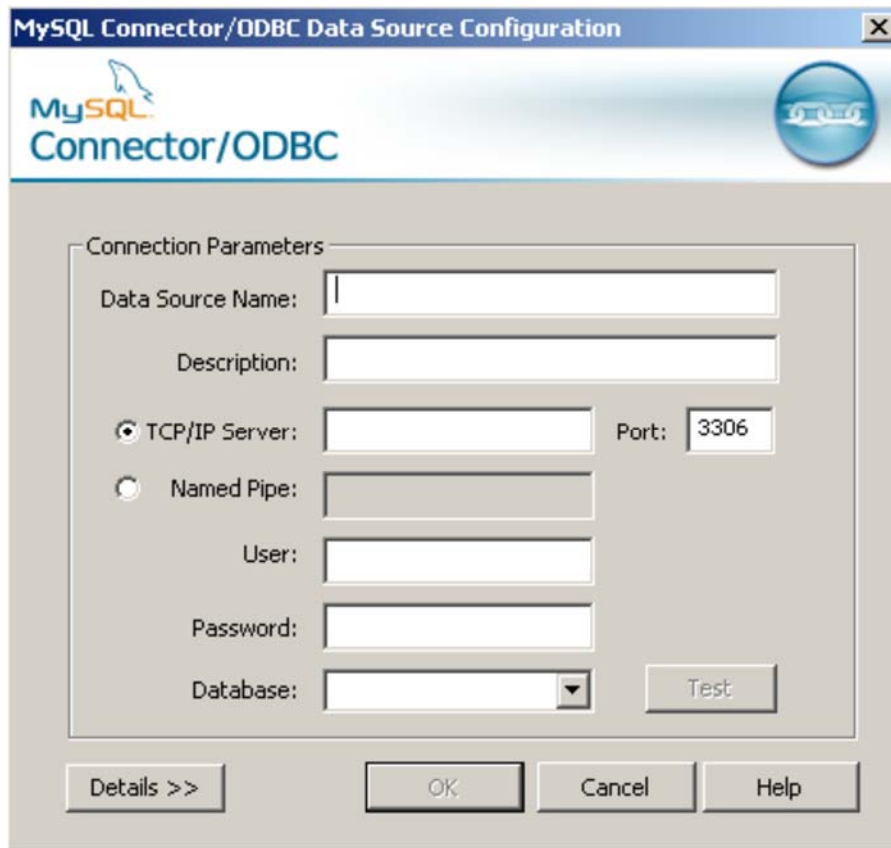 MySQL Connector/ODBC Data Source Configuration
MySQL
Connector/ODBC
Connection Parameters
Data Source Name:
Description:
TCP/IP Server: Port: 3306
Named Pipe:
User:
Password:
Database: Test
Details >> OK Cancel Help